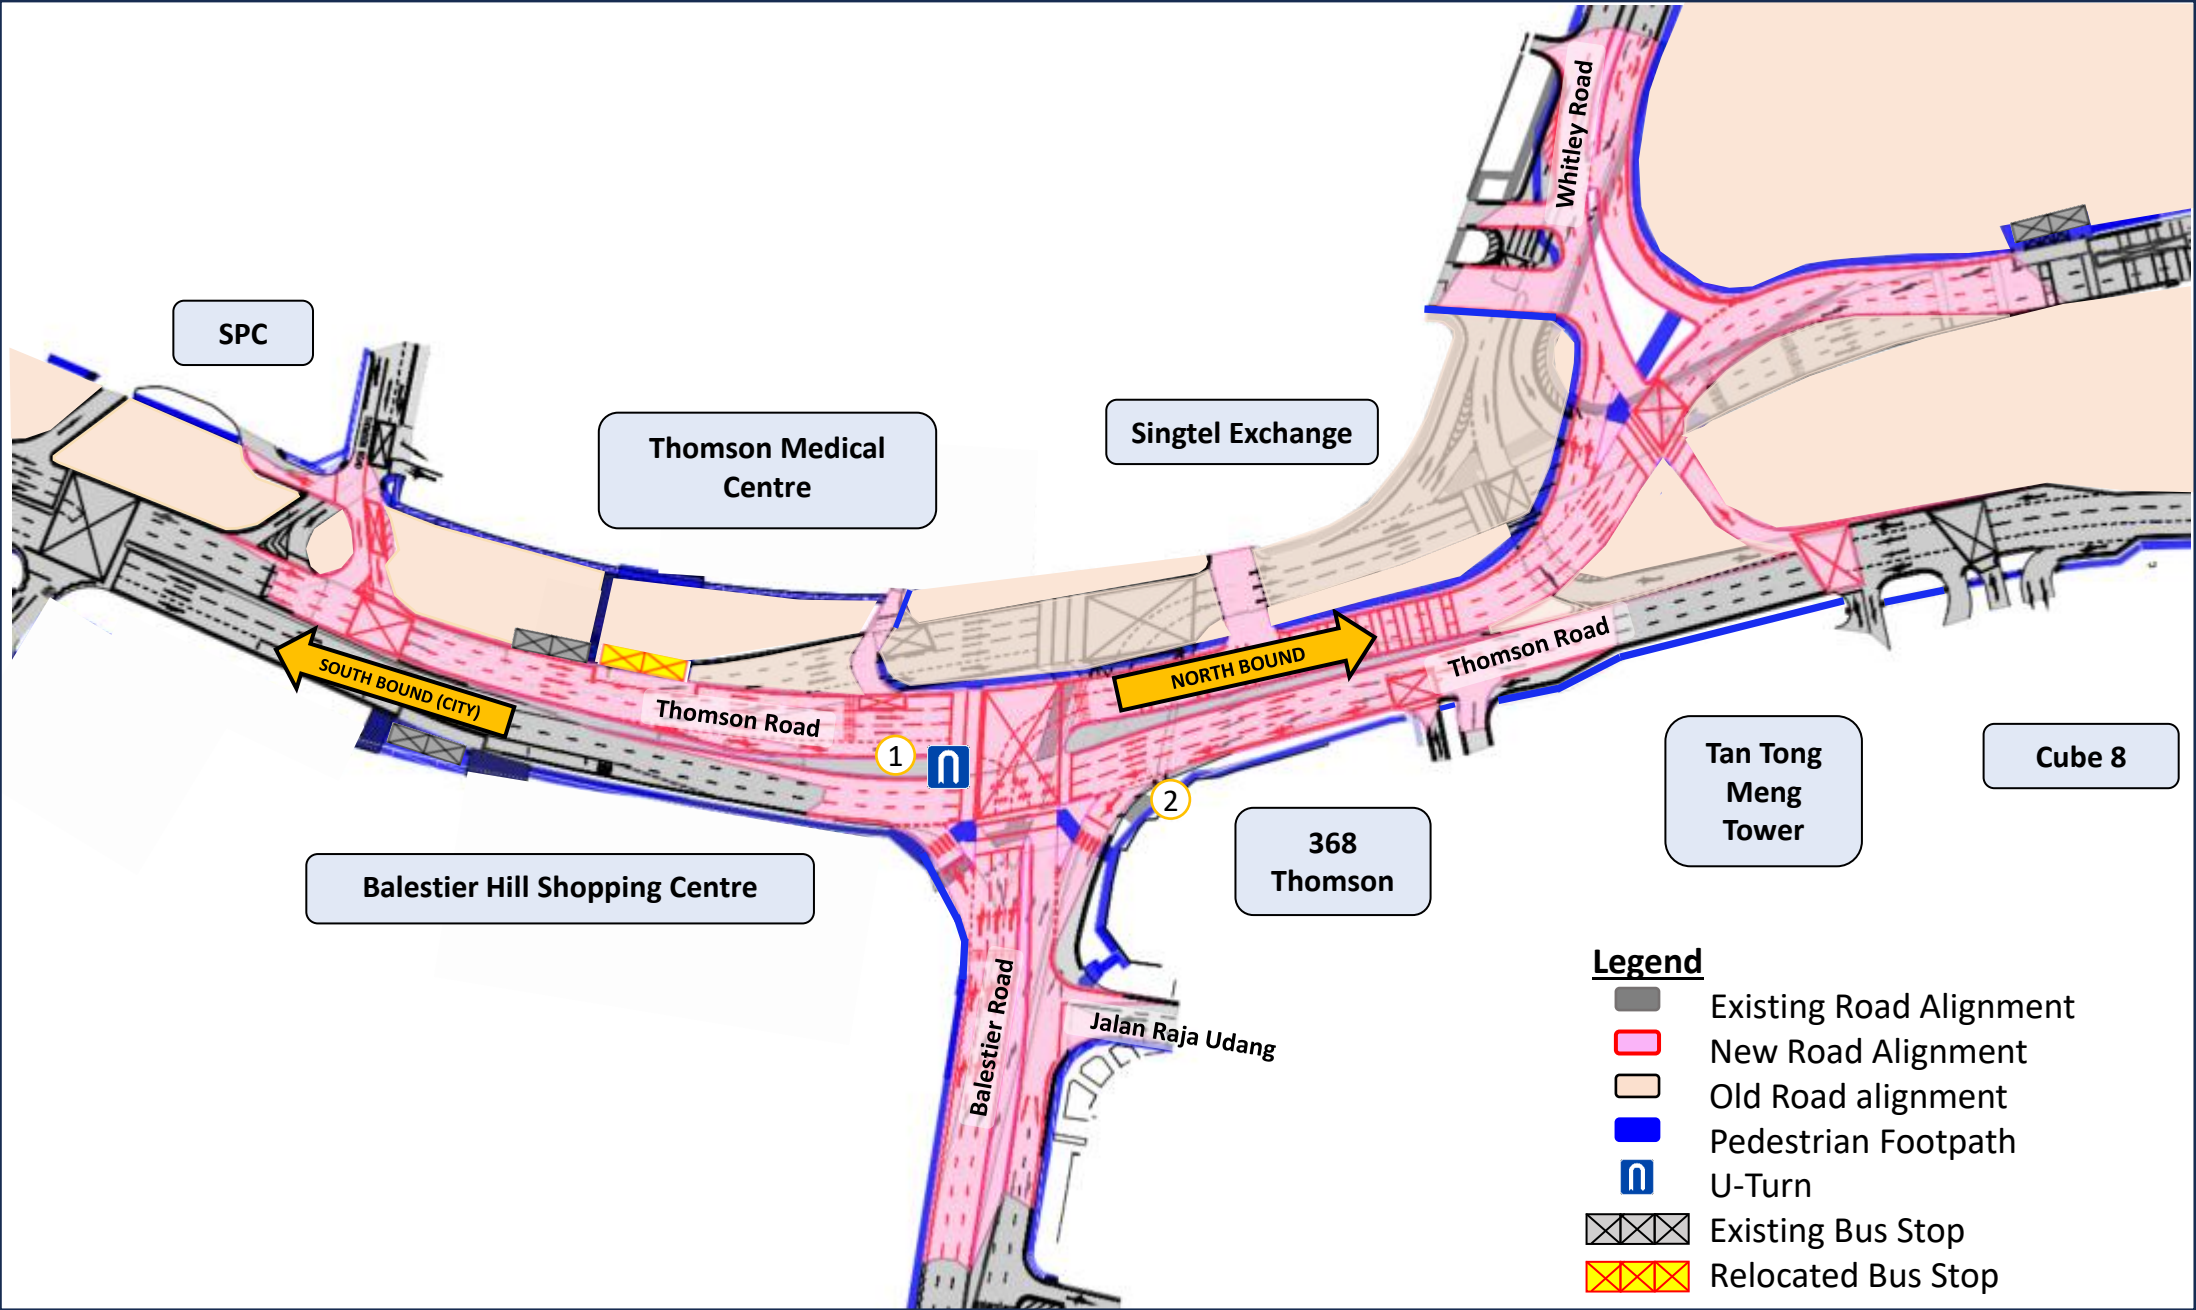 Whitley Road
SPC
Thomson Medical
Centre
Singtel Exchange
SOUTH BOUND (CITY)
NORTH BOUND
Thomson Road
Thomson Road
1
2
Tan Tong
Meng
Tower
Cube 8
368
Thomson
Balestier Hill Shopping Centre
Balestier Road
Jalan Raja Udang
Legend
Existing Road Alignment
New Road Alignment
Old Road alignment
Pedestrian Footpath
U-Turn
Existing Bus Stop
Relocated Bus Stop